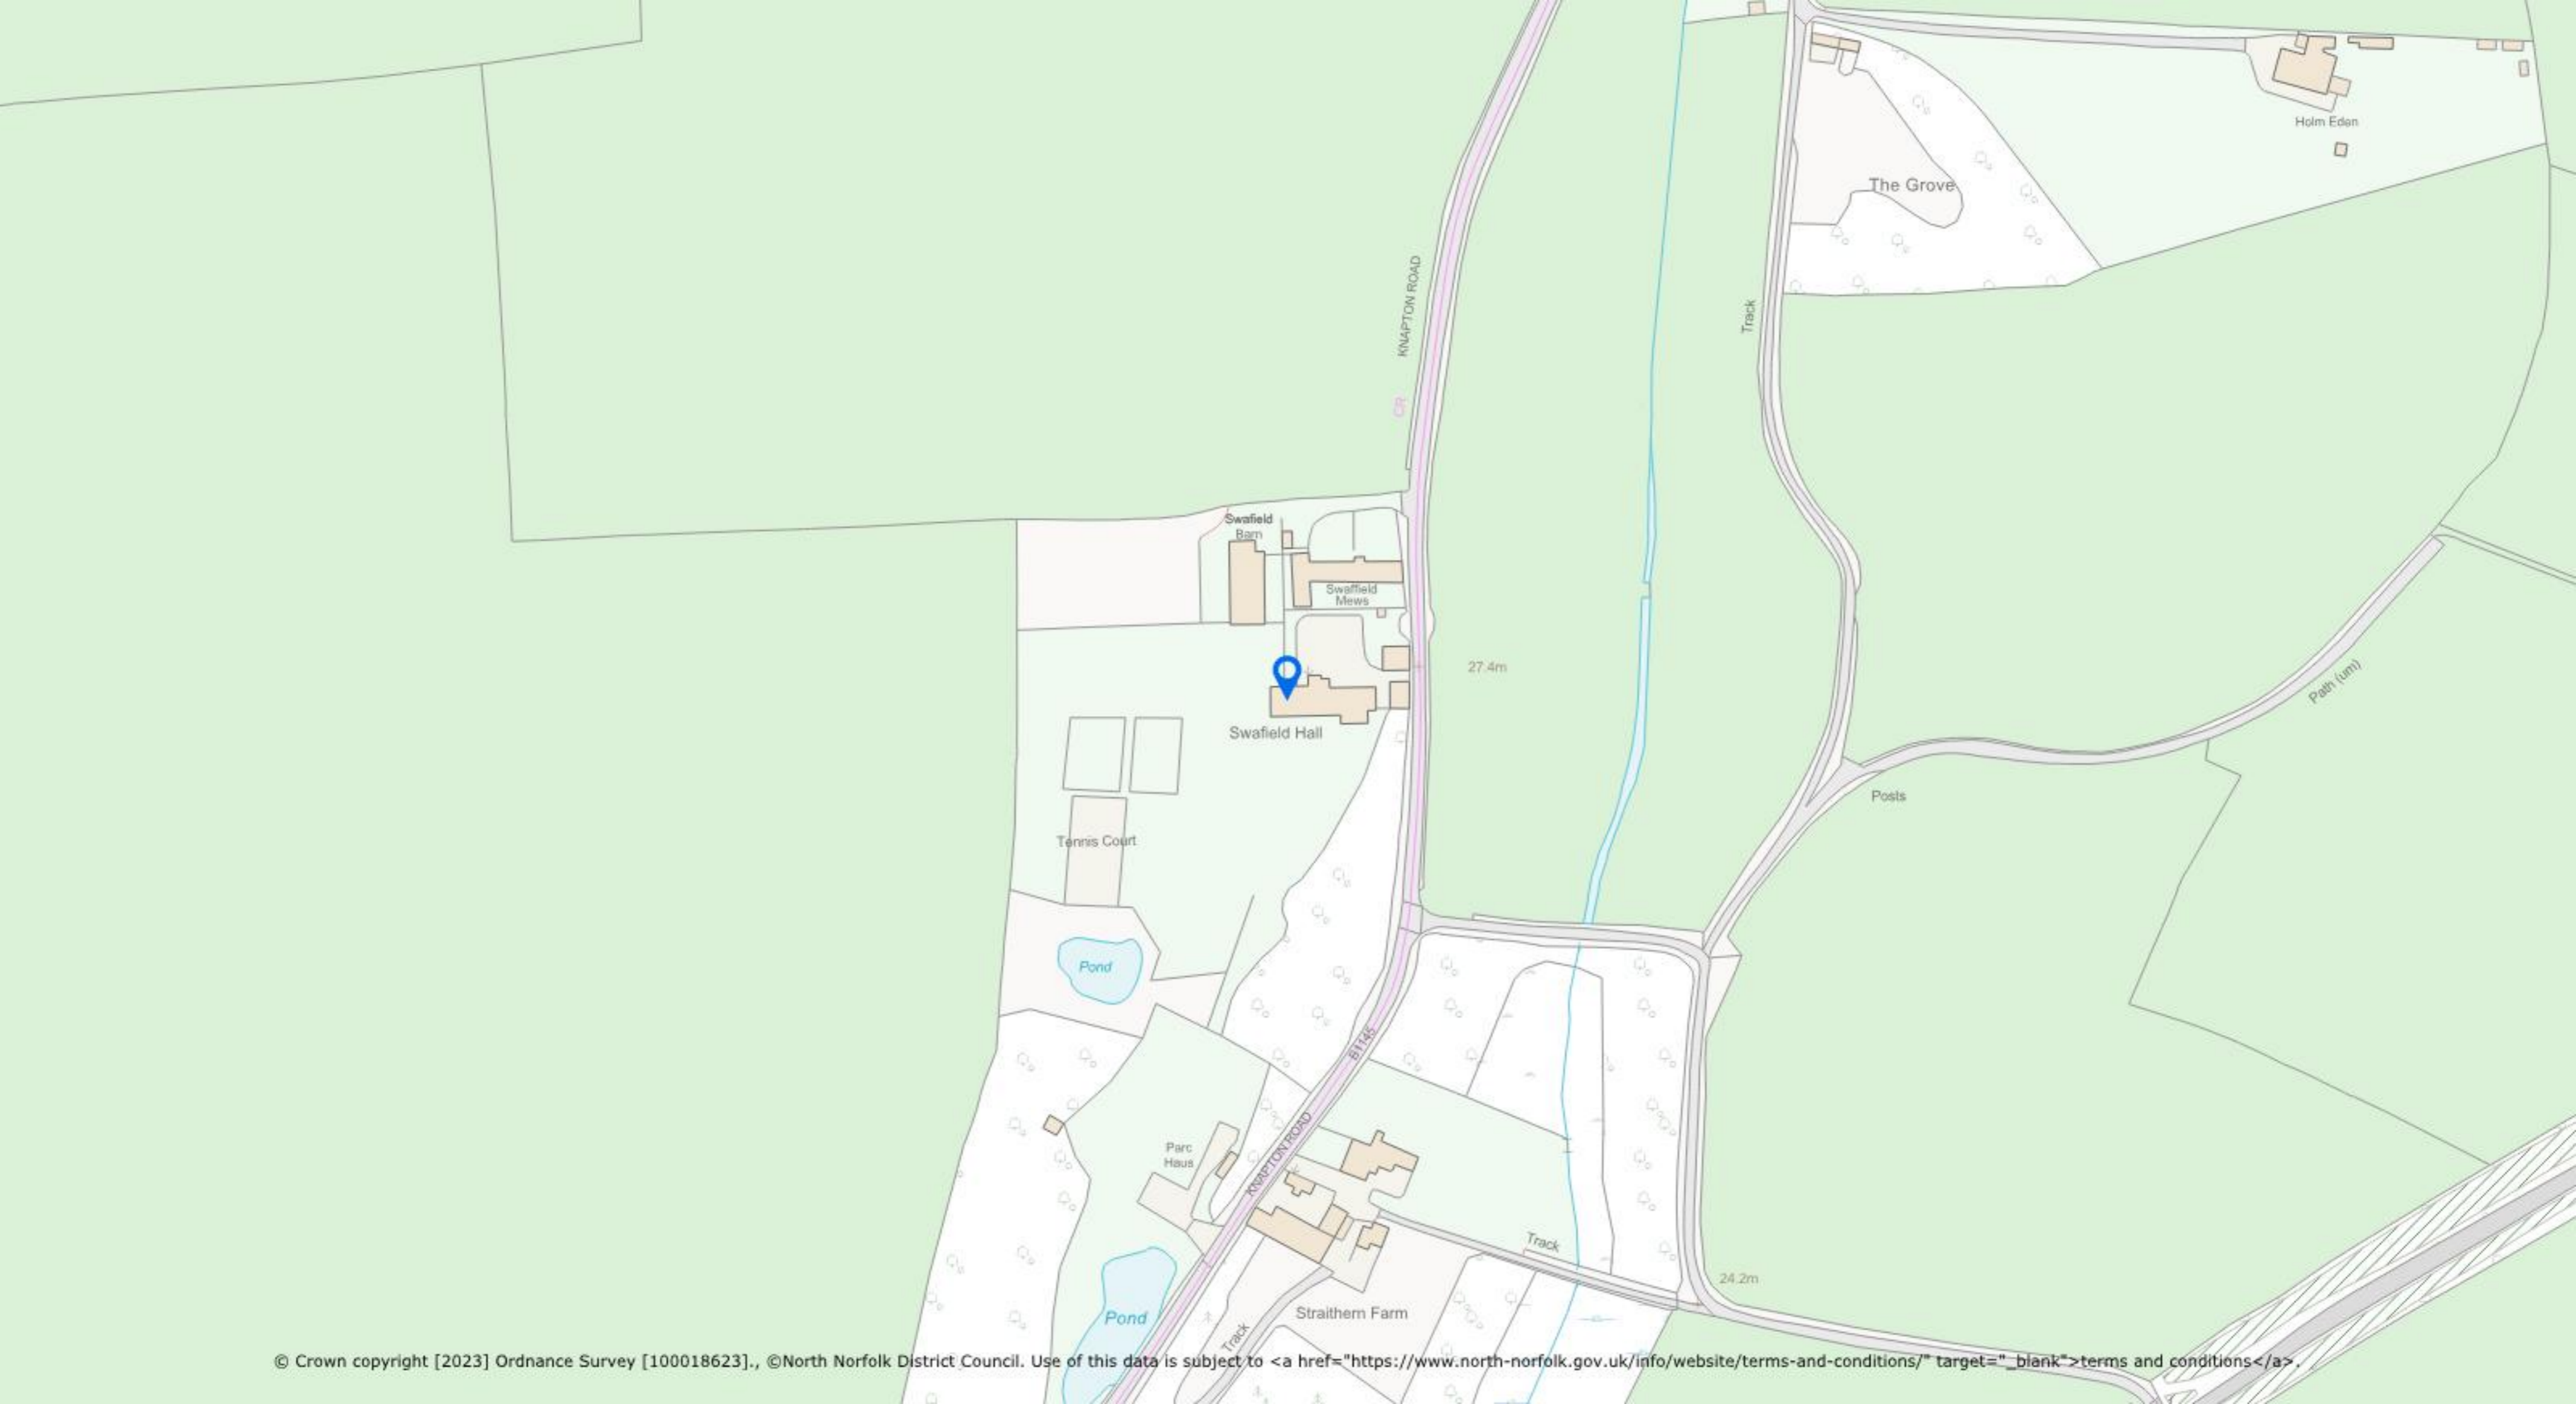 Holm Eden
The Grove
KNAPTON ROAD
Track
CR
Swafield
Barn
Swaffield
Mews
27.4m
Path (um)
Swafield Hall
Posts
Tennis Court
Pond
B1145
Parc
Haus
KNAPTON ROAD
Track
24.2m
Straithern Farm
Pond
Track
© Crown copyright [2023] Ordnance Survey [100018623]., ©North Norfolk District Council. Use of this data is subject to <a href="https://www.north-norfolk.gov.uk/info/website/terms-and-conditions/" target="_blank">terms and conditions</a>.